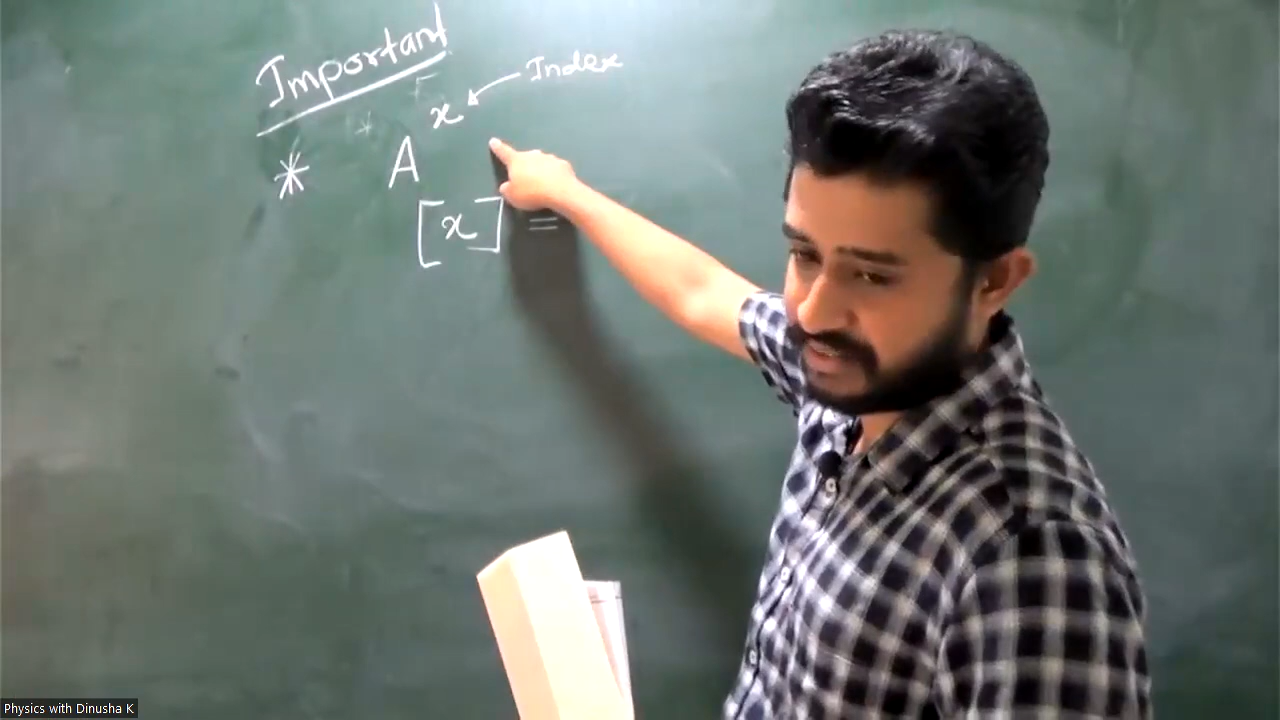 Important
x ← Index
* A
[x] =
Physics with Dinusha K